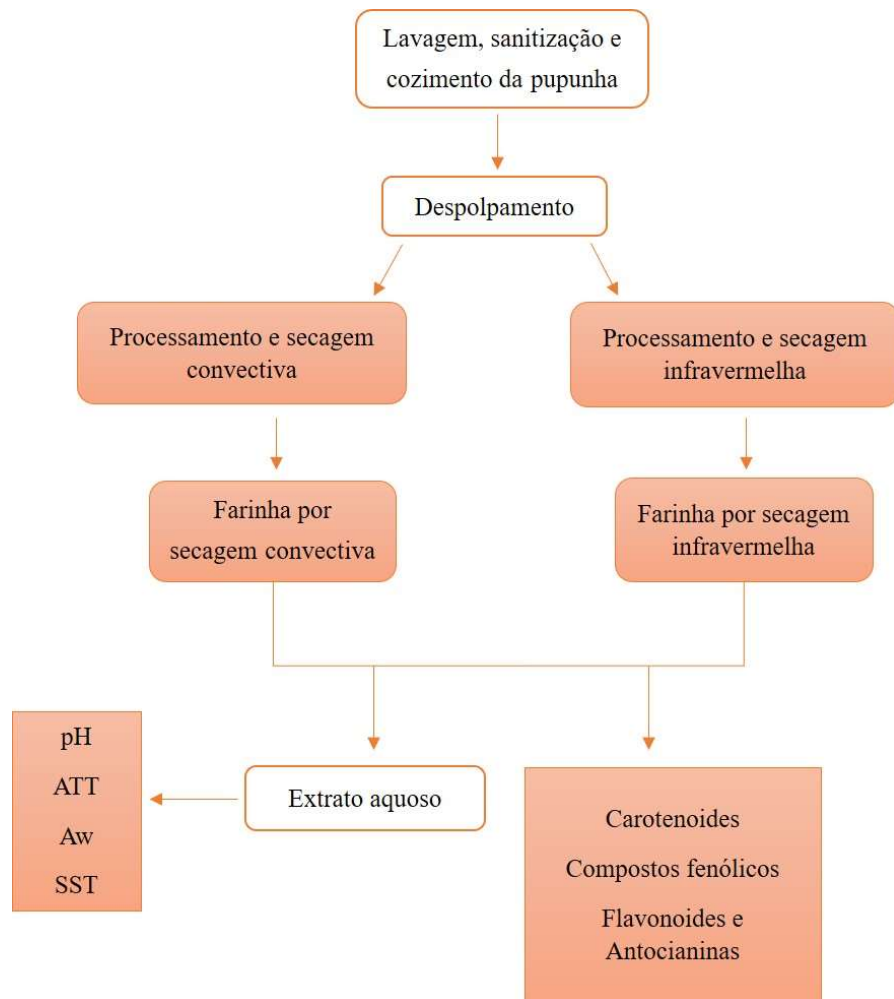 Lavagem, sanitização e
cozimento da pupunha
Despolpamento
Processamento e secagem
convectiva
Processamento e secagem
infravermelha
Farinha por
secagem convectiva
Farinha por secagem
infravermelha
pH
ATT
Aw
SST
Extrato aquoso
Carotenoides
Compostos fenólicos
Flavonoides e
Antocianinas